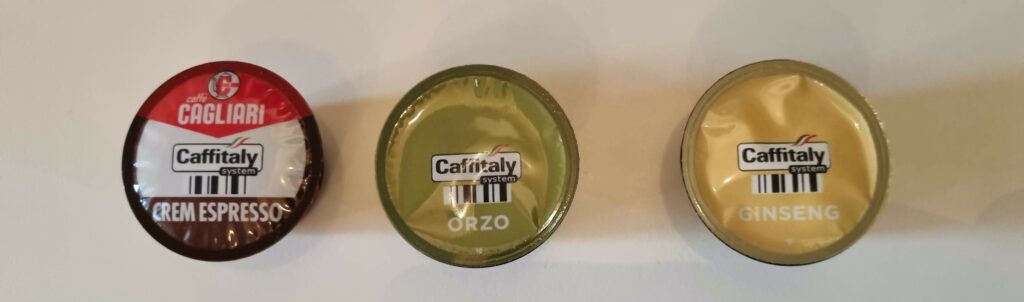 caffè
CAGLIARI
Caffitaly
system
CREM ESPRESSO
Caffitaly
system
ORZO
Caffitaly
system
GINSENG